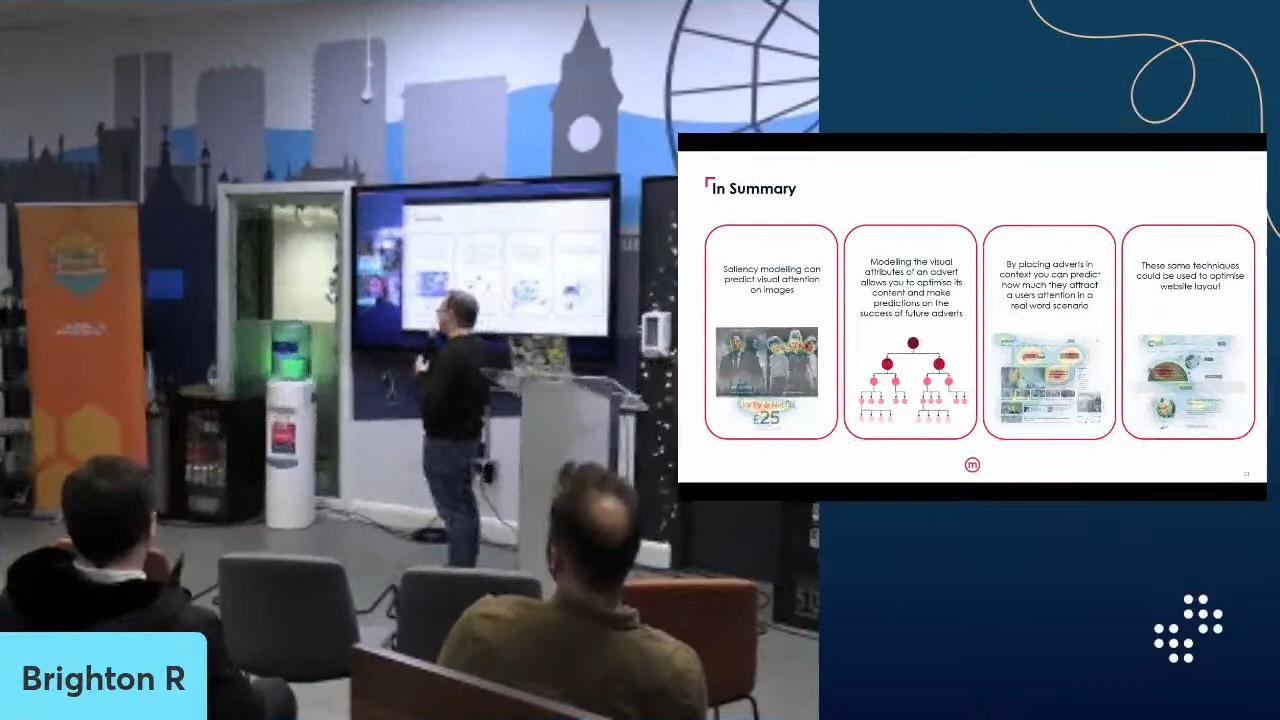 In Summary
Saliency modelling can
predict visual attention
on images
Modelling the visual
attributes of an advert
allows you to optimise its
content and make
predictions on the
success of future adverts
By placing adverts in
context you can predict
how much they attract
a users attention in a
real word scenario
These same techniques
could be used to optimise
website layout
£25
m
21
Brighton R